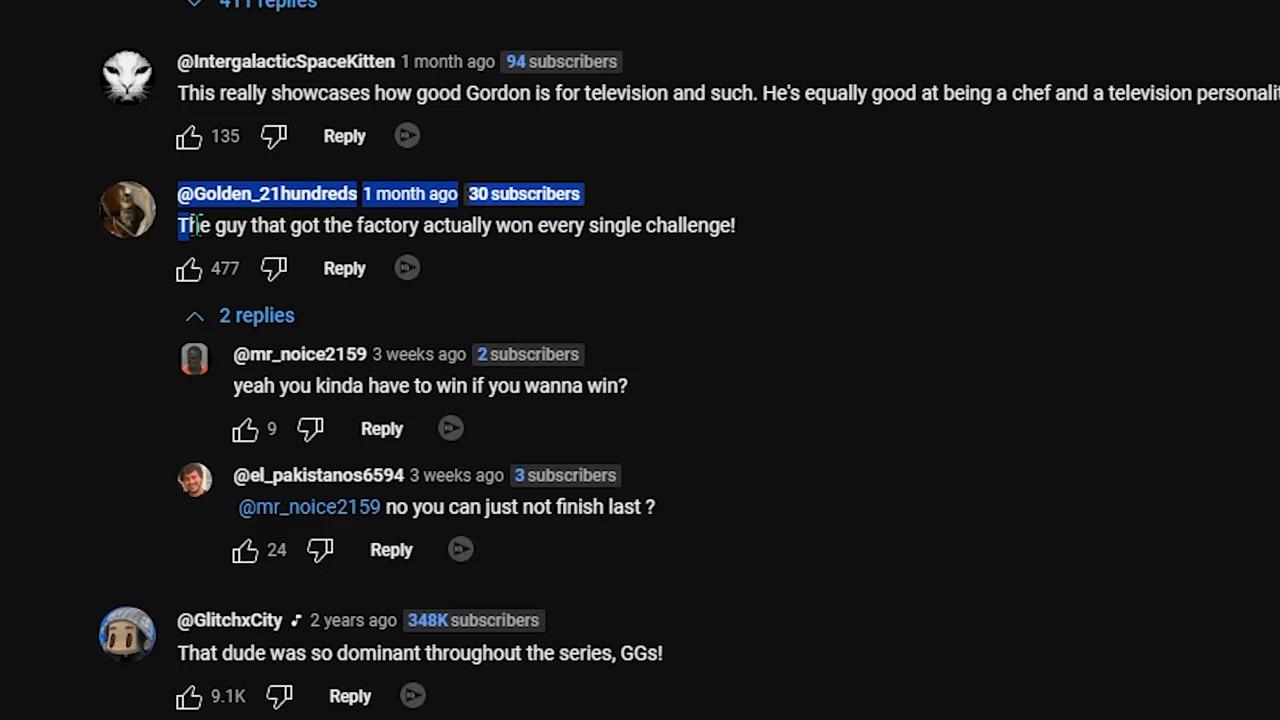 411 replies
@IntergalacticSpaceKitten 1 month ago 94 subscribers
This really showcases how good Gordon is for television and such. He's equally good at being a chef and a television personalit
135 Reply
@Golden_21hundreds 1 month ago 30 subscribers
The guy that got the factory actually won every single challenge!
477 Reply
2 replies
@mr_noice2159 3 weeks ago 2 subscribers
yeah you kinda have to win if you wanna win?
9 Reply
@el_pakistanos6594 3 weeks ago 3 subscribers
@mr_noice2159 no you can just not finish last ?
24 Reply
@GlitchxCity 2 years ago 348K subscribers
That dude was so dominant throughout the series, GGs!
9.1K Reply